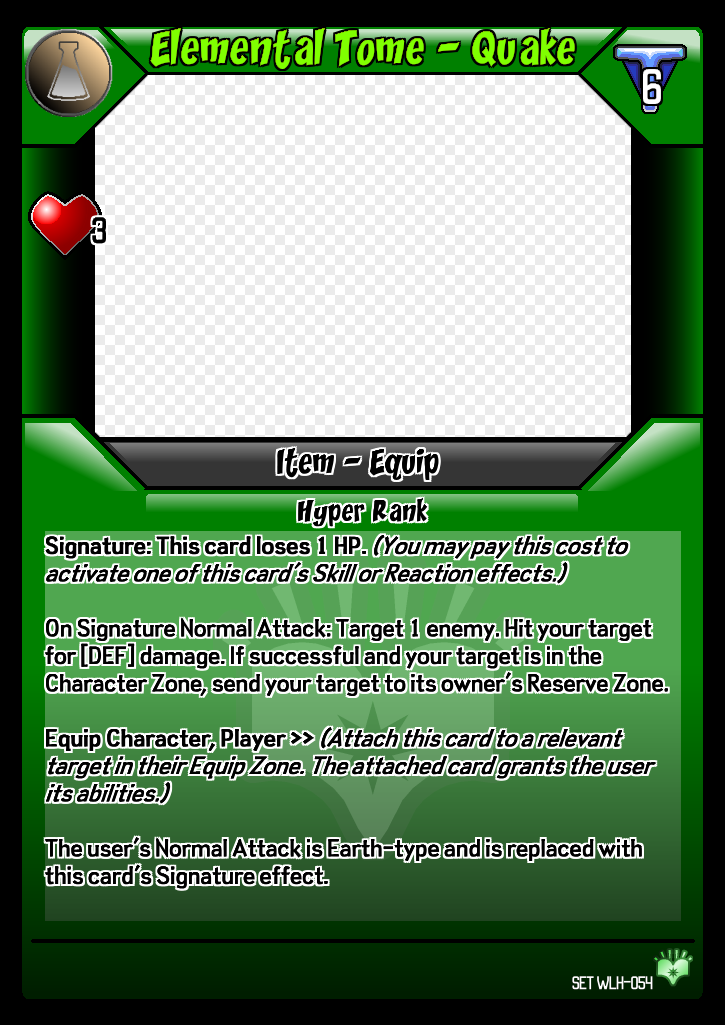 Elemental Tome - Quake
6
3
Item - Equip
Hyper Rank
Signature: This card loses 1 HP. (You may pay this cost to
activate one of this card's Skill or Reaction effects.)
On Signature Normal Attack: Target 1 enemy. Hit your target
for [DEF] damage. If successful and your target is in the
Character Zone, send your target to its owner's Reserve Zone.
Equip Character, Player >> (Attach this card to a relevant
target in their Equip Zone. The attached card grants the user
its abilities.)
The user's Normal Attack is Earth-type and is replaced with
this card's Signature effect.
SET WLH-054